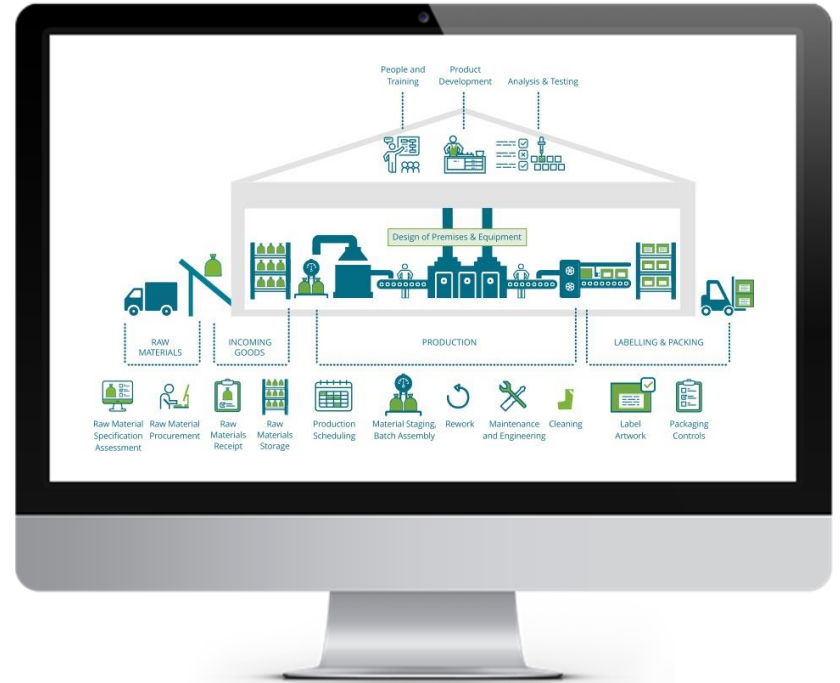 People and
Training
Product
Development
Analysis & Testing
Design of Premises & Equipment
RAW
MATERIALS
INCOMING
GOODS
PRODUCTION
LABELLING & PACKING
Raw Material
Specification
Assessment
Raw Material
Procurement
Raw
Materials
Receipt
Raw
Materials
Storage
Production
Scheduling
Material Staging,
Batch Assembly
Rework
Maintenance
and Engineering
Cleaning
Label
Artwork
Packaging
Controls